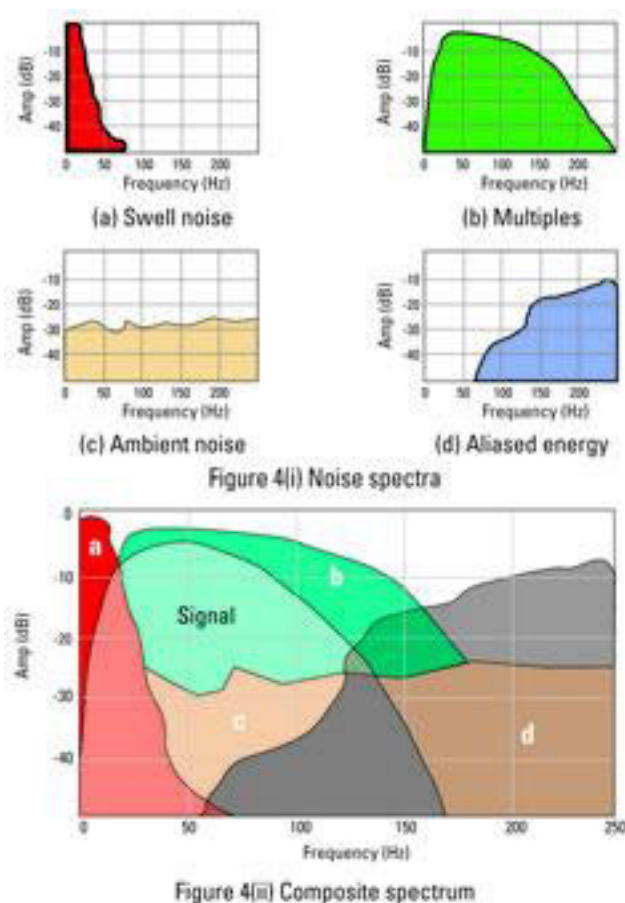 Amp (dB)
-10
-20
-30
-40
0 50 100 150 200
Frequency (Hz)
(a) Swell noise
Amp (dB)
-10
-20
-30
-40
0 50 100 150 200
Frequency (Hz)
(b) Multiples
Amp (dB)
-10
-20
-30
-40
0 50 100 150 200
Frequency (Hz)
(c) Ambient noise
Amp (dB)
-10
-20
-30
-40
0 50 100 150 200
Frequency (Hz)
(d) Aliased energy
Figure 4(i) Noise spectra
Amp (dB)
0
-10
-20
-30
-40
a
b
Signal
c
d
0 50 100 150 200 250
Frequency (Hz)
Figure 4(ii) Composite spectrum